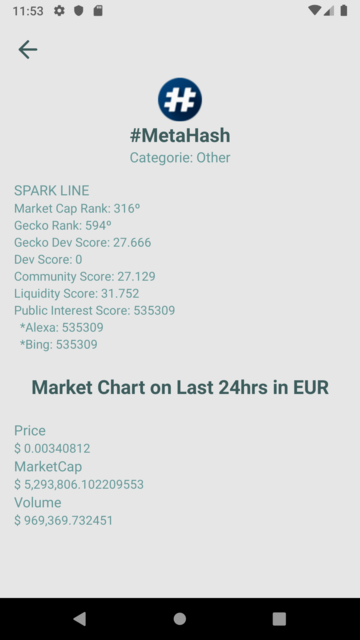 11:53
#MetaHash
Categorie: Other
SPARK LINE
Market Cap Rank: 316º
Gecko Rank: 594º
Gecko Dev Score: 27.666
Dev Score: 0
Community Score: 27.129
Liquidity Score: 31.752
Public Interest Score: 535309
*Alexa: 535309
*Bing: 535309
Market Chart on Last 24hrs in EUR
Price
$ 0.00340812
MarketCap
$ 5,293,806.102209553
Volume
$ 969,369.732451